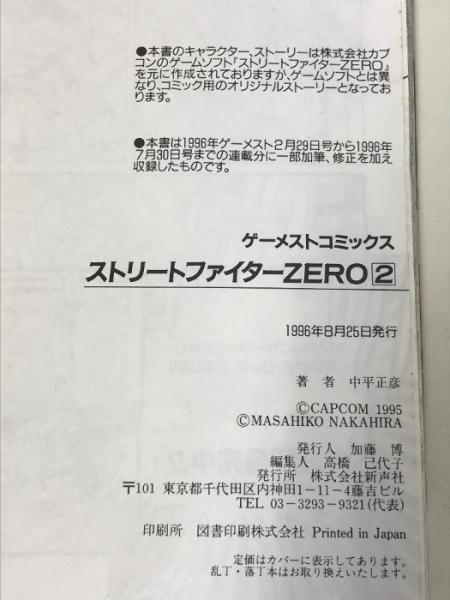 ●本書のキャラクター、ストーリーは株式会社カプ
コンのゲームソフト「ストリートファイターZERO」
を元に作成されておりますが、ゲームソフトとは異
なり、コミック用のオリジナルストーリーとなってお
ります。
●本書は1996年ゲーメスト2月29日号から1996年
7月30日号までの連載分に一部加筆、修正を加え
収録したものです。
ゲーメストコミックス
ストリートファイターZERO2
1996年8月25日発行
著 者 中平正彦
©CAPCOM 1995
©MASAHIKO NAKAHIRA
発行人 加藤 博
編集人 高橋 己代子
発行所 株式会社新声社
〒101 東京都千代田区内神田1-11-4藤吉ビル
TEL 03-3293-9321(代表)
印刷所 図書印刷株式会社 Printed in Japan
定価はカバーに表示してあります。
乱丁・落丁本はお取り換えいたします。